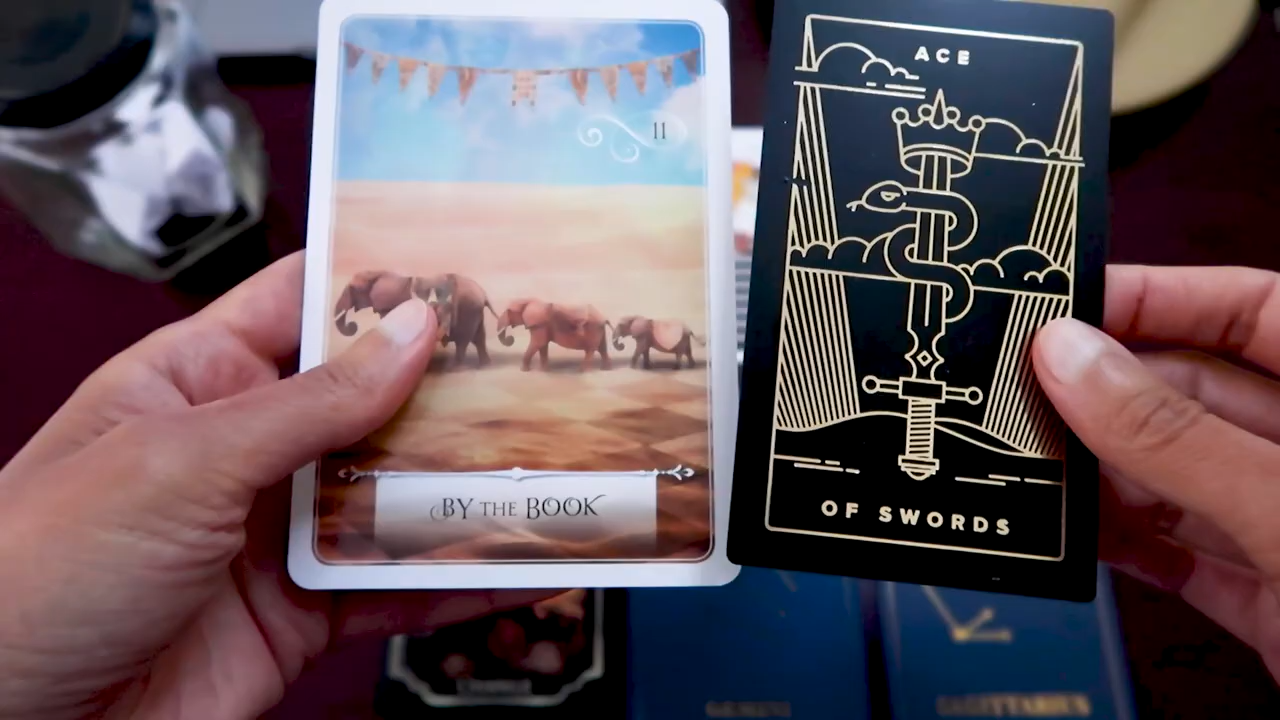 11
BY THE BOOK
ACE
OF SWORDS
GEMINI
SAGITTARIUS